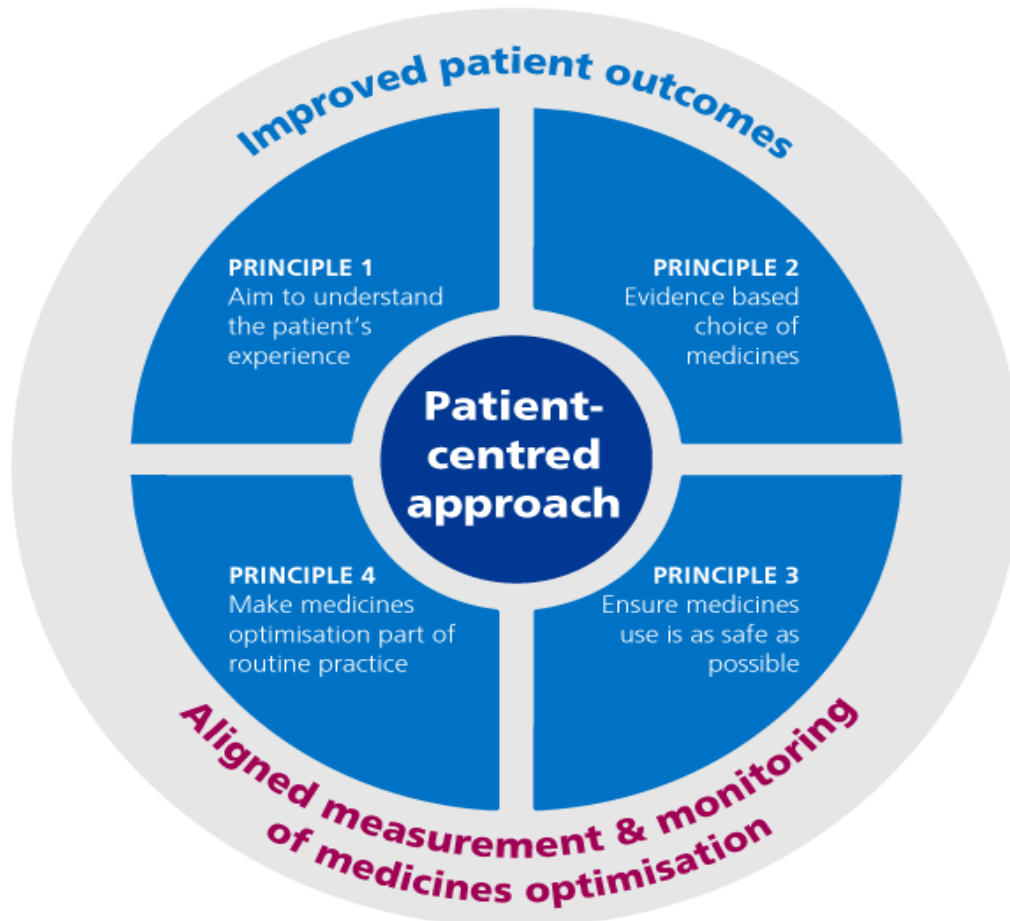 Improved patient outcomes
PRINCIPLE 1
Aim to understand
the patient's
experience
PRINCIPLE 2
Evidence based
choice of
medicines
Patient-
centred
approach
PRINCIPLE 4
Make medicines
optimisation part of
routine practice
PRINCIPLE 3
Ensure medicines
use is as safe as
possible
Aligned measurement & monitoring
of medicines optimisation